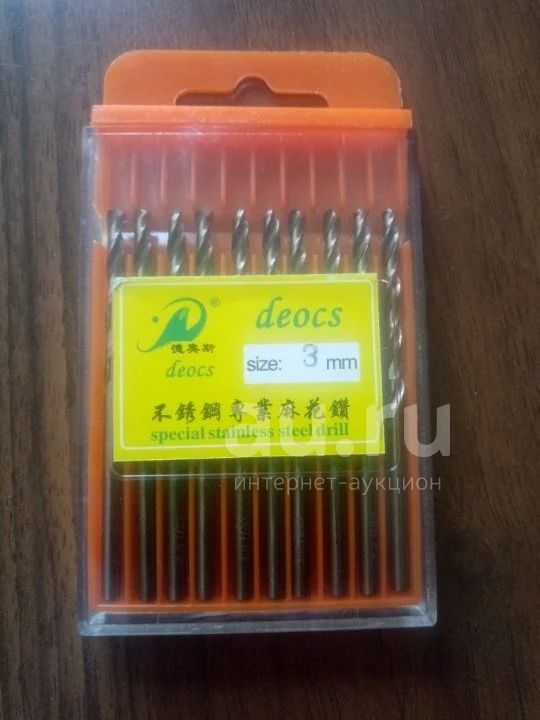 ®
德奥斯
deocs
deocs
size: 3 mm
不銹鋼專業麻花鑽
special stainless steel drill
au.ru
интернет-аукцион